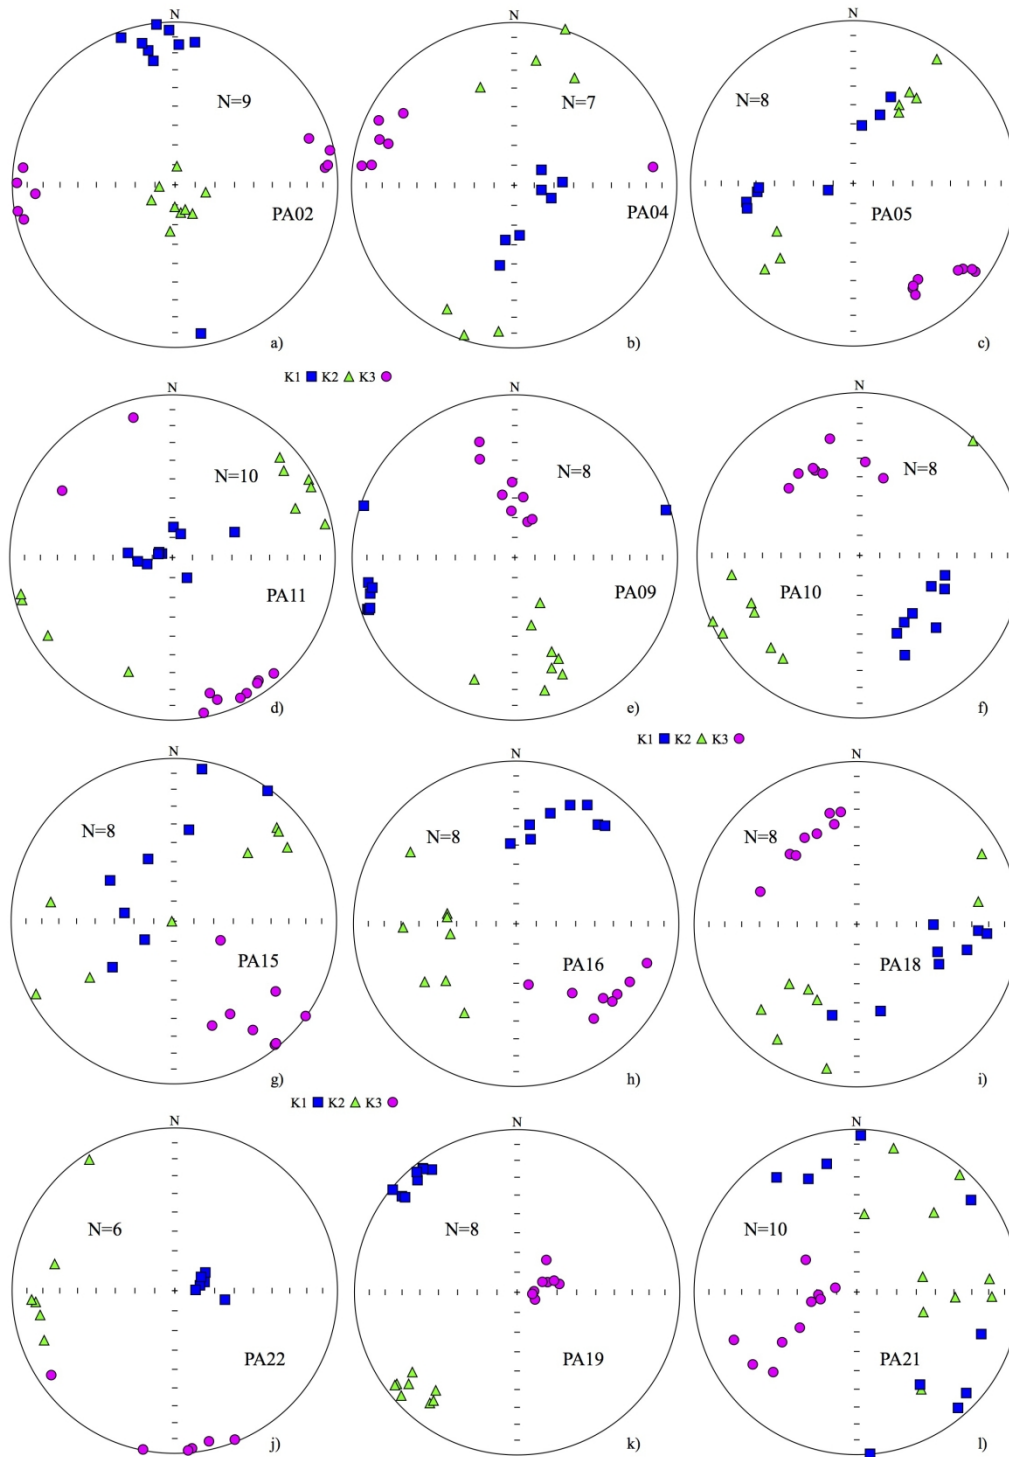 N N N
N=9 N=7 N=8
PA02 PA04 PA05
a) b) c)
K1 K2 K3
N N N
N=10 N=8 N=8
PA11 PA09 PA10
d) e) f)
K1 K2 K3
N N N
N=8 N=8 N=8
PA15 PA16 PA18
g) h) i)
K1 K2 K3
N N N
N=6 N=8 N=10
PA22 PA19 PA21
j) k) l)